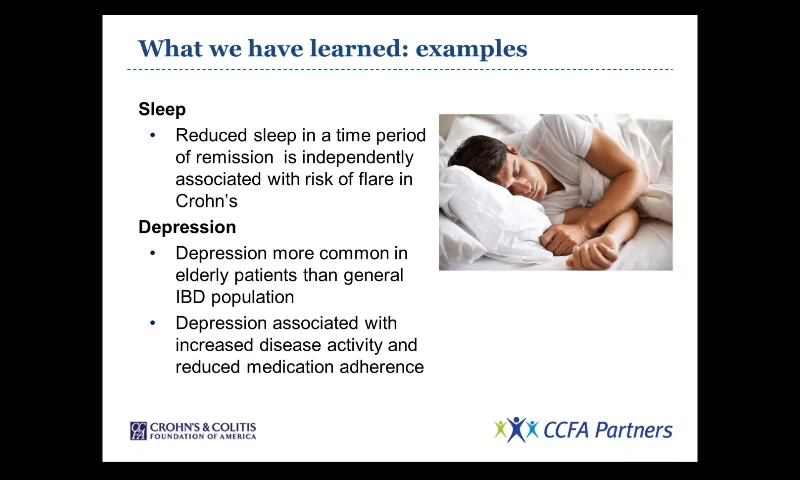 What we have learned: examples
Sleep
• Reduced sleep in a time period
of remission is independently
associated with risk of flare in
Crohn's
Depression
• Depression more common in
elderly patients than general
IBD population
• Depression associated with
increased disease activity and
reduced medication adherence
CROHN'S & COLITIS
FOUNDATION OF AMERICA
CCFA Partners